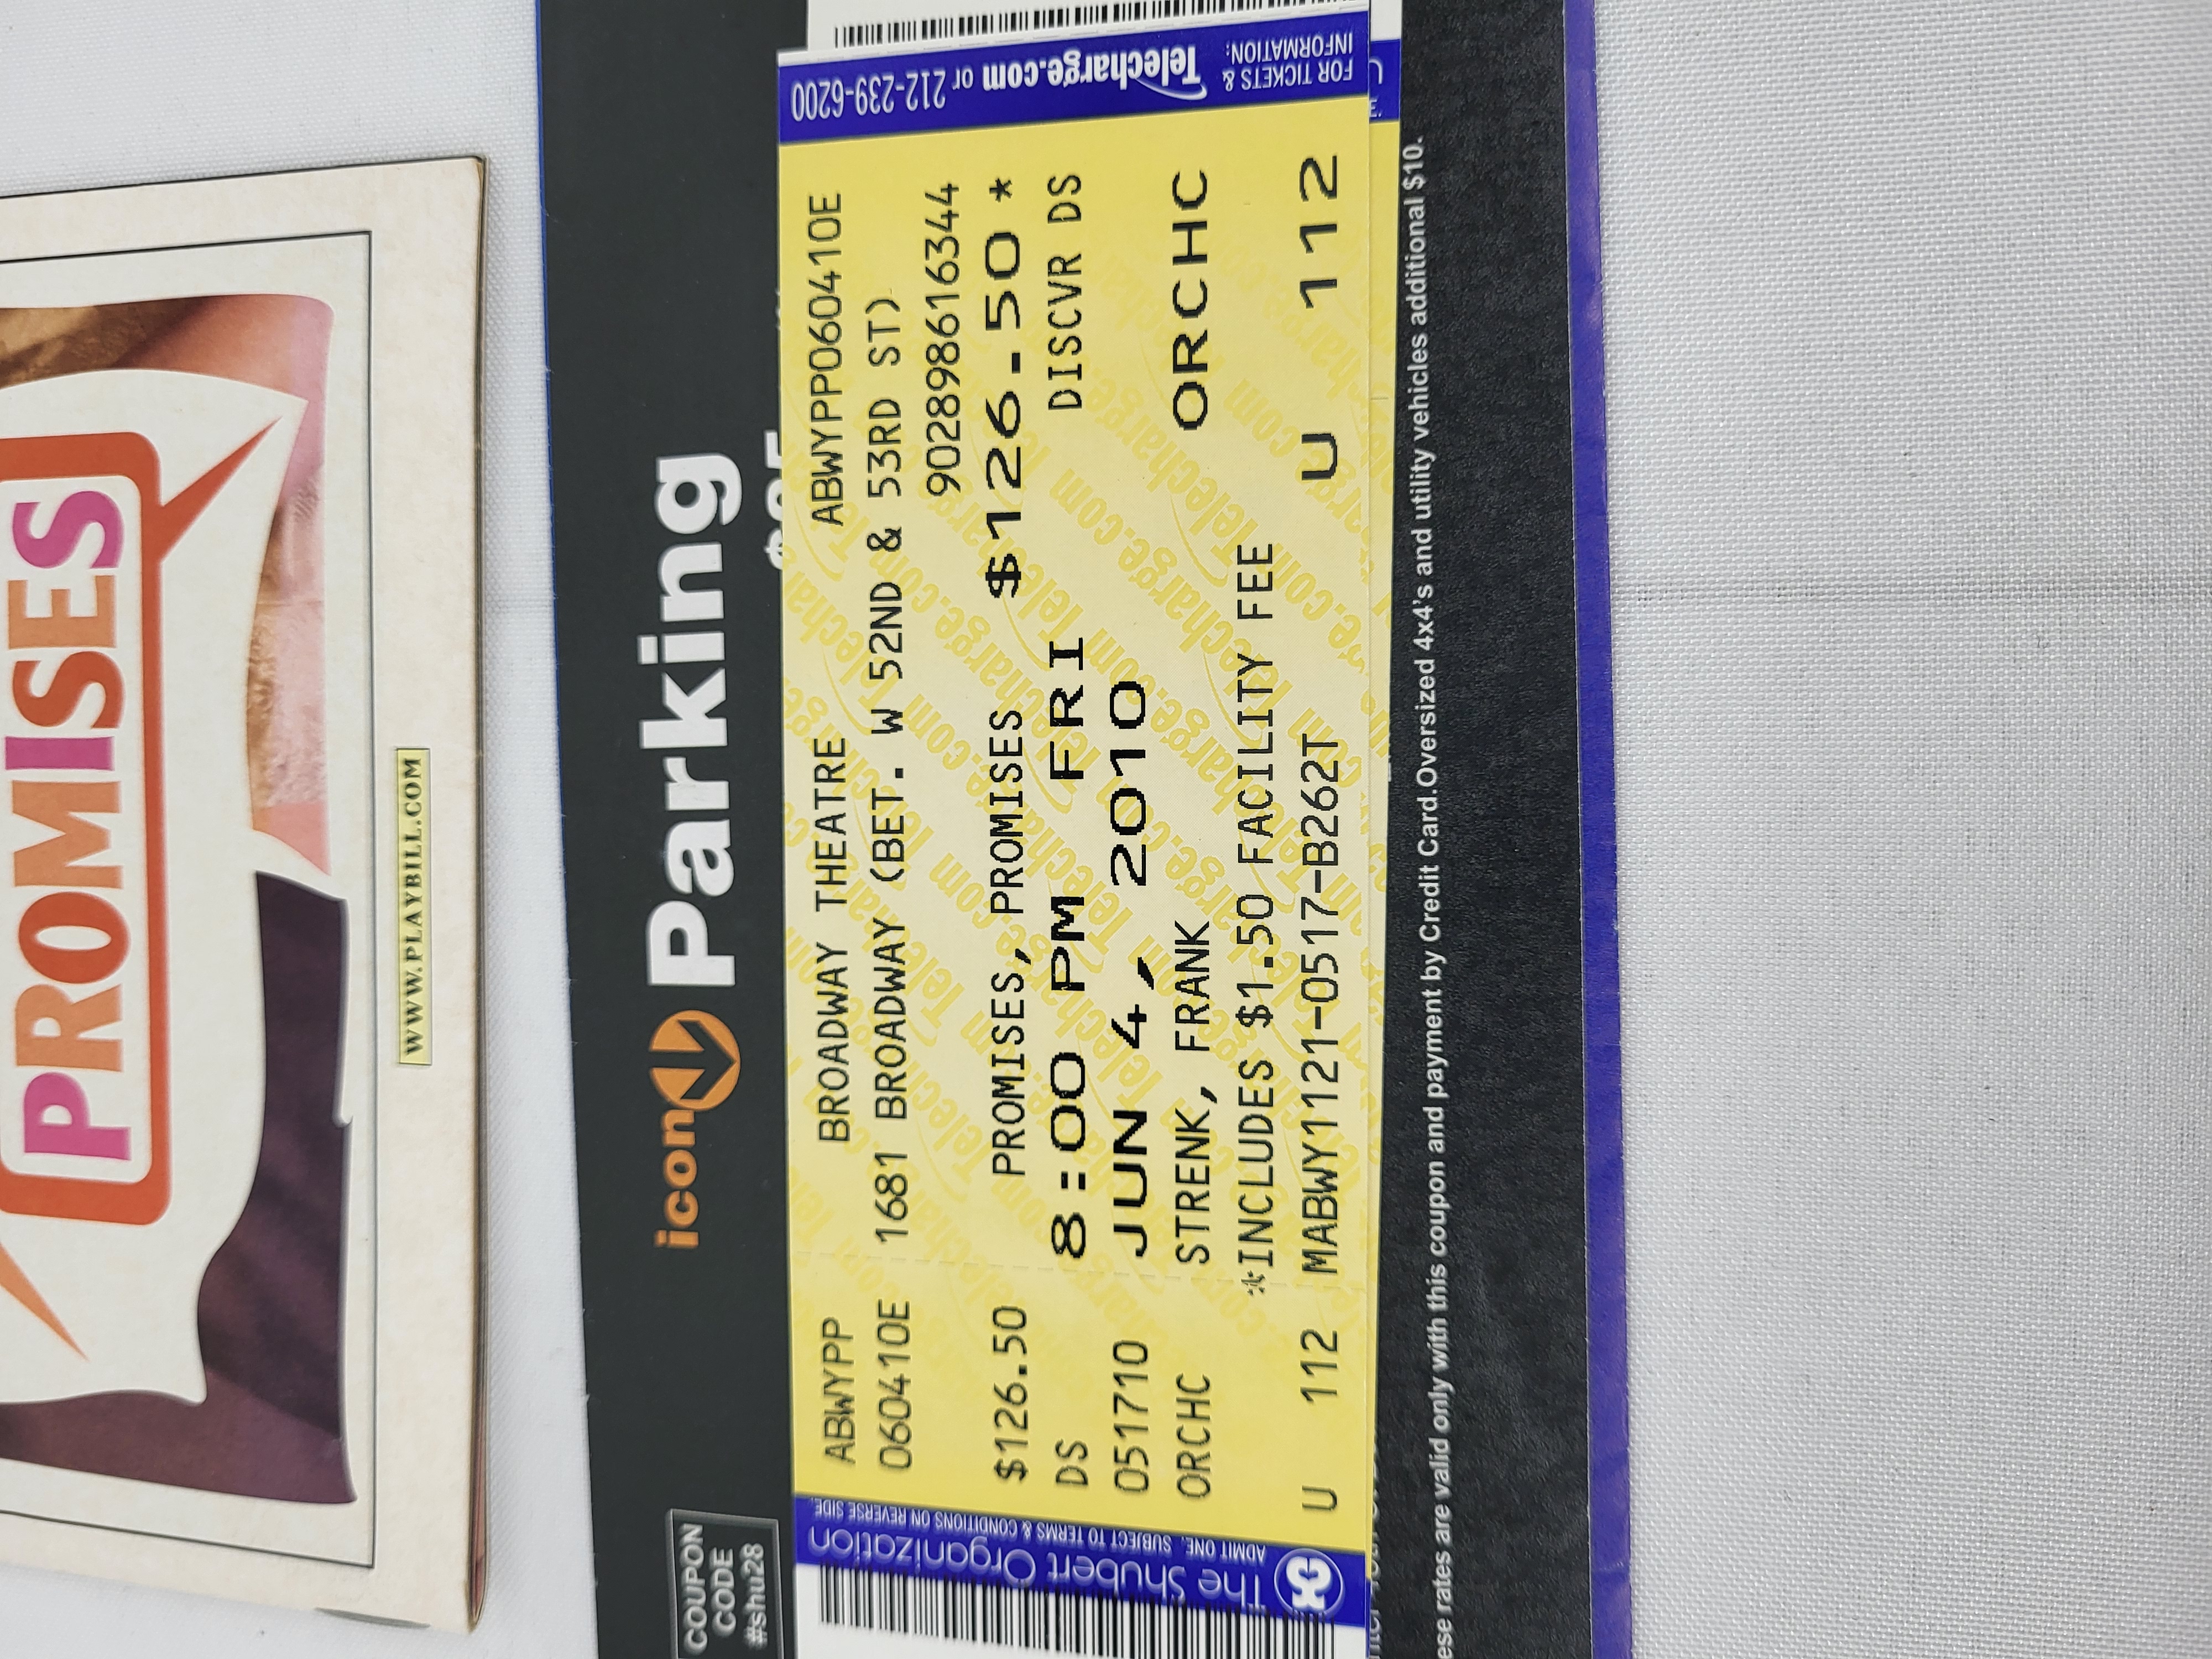 PROMISES
WWW.PLAYBILL.COM
icon Parking
COUPON
CODE
#shu28
FOR TICKETS &
INFORMATION:
Telecharge.com or 212-239-6200
BROADWAY THEATRE ABWYPP060410E
1681 BROADWAY (BET. W 52ND & 53RD ST)
902898616344
PROMISES, PROMISES $126.50 *
8:00 PM FRI DISCVR DS
JUN 4, 2010
STRENK, FRANK ORCHC
*INCLUDES $1.50 FACILITY FEE
MABWY1121-0517-B262T U 112
ABWYPP
060410E
$126.50
DS
051710
ORCHC
U 112
The Shubert Organization
ADMIT ONE. SUBJECT TO TERMS & CONDITIONS ON REVERSE SIDE.
rates are valid only with this coupon and payment by Credit Card.Oversized 4x4's and utility vehicles additional $10.